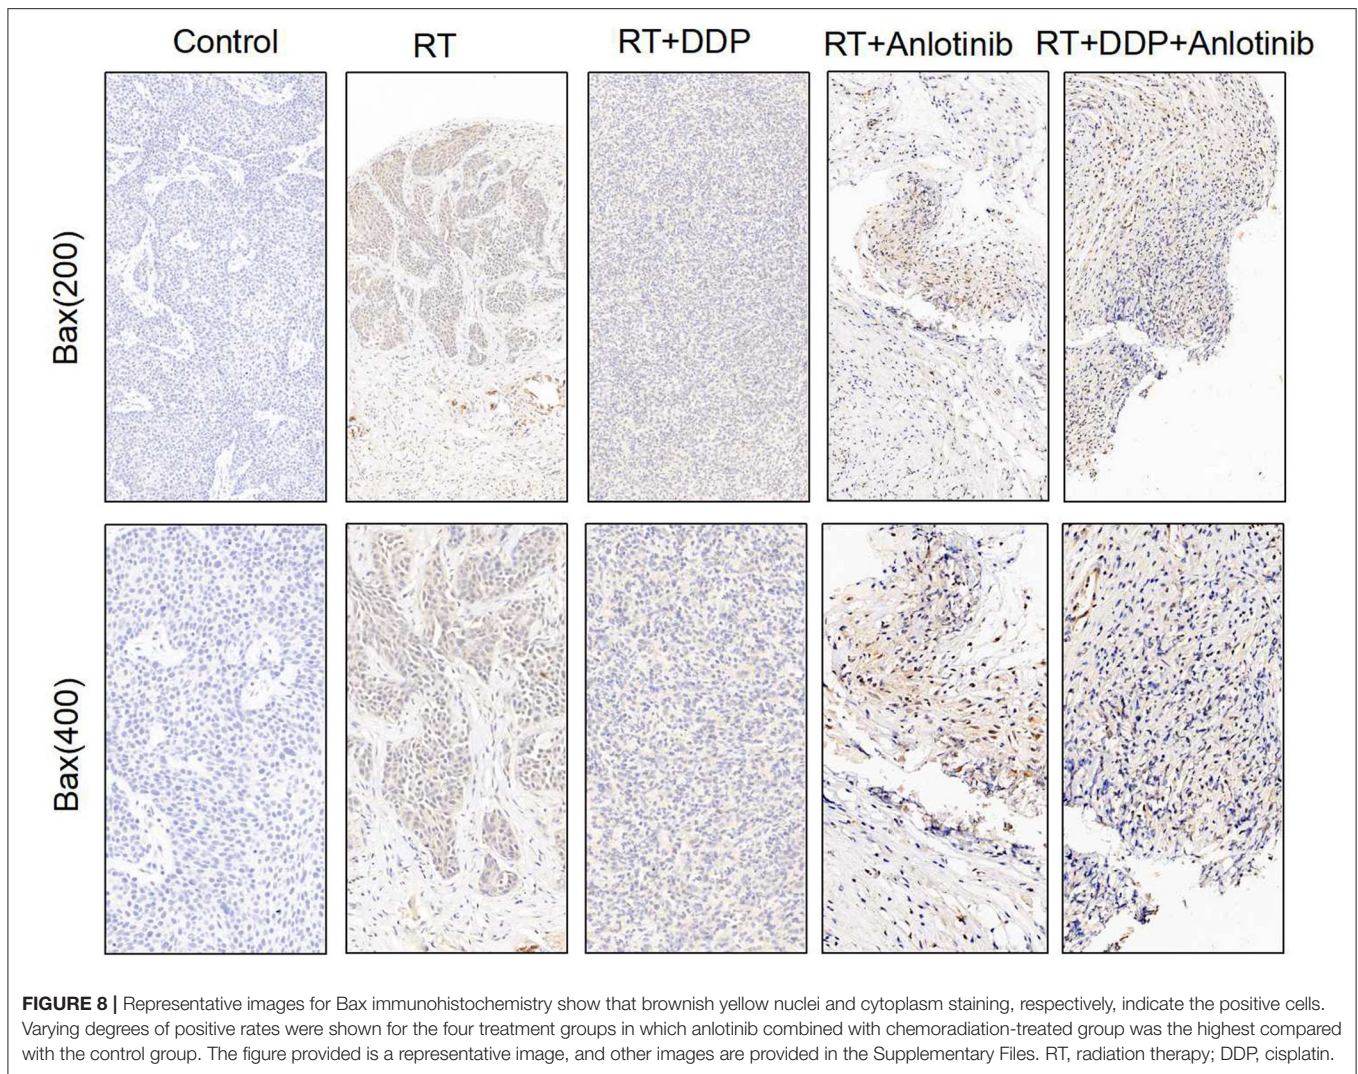 Control RT RT+DDP RT+Anlotinib RT+DDP+Anlotinib
Bax(200)
Bax(400)
FIGURE 8 | Representative images for Bax immunohistochemistry show that brownish yellow nuclei and cytoplasm staining, respectively, indicate the positive cells.
Varying degrees of positive rates were shown for the four treatment groups in which anlotinib combined with chemoradiation-treated group was the highest compared
with the control group. The figure provided is a representative image, and other images are provided in the Supplementary Files. RT, radiation therapy; DDP, cisplatin.